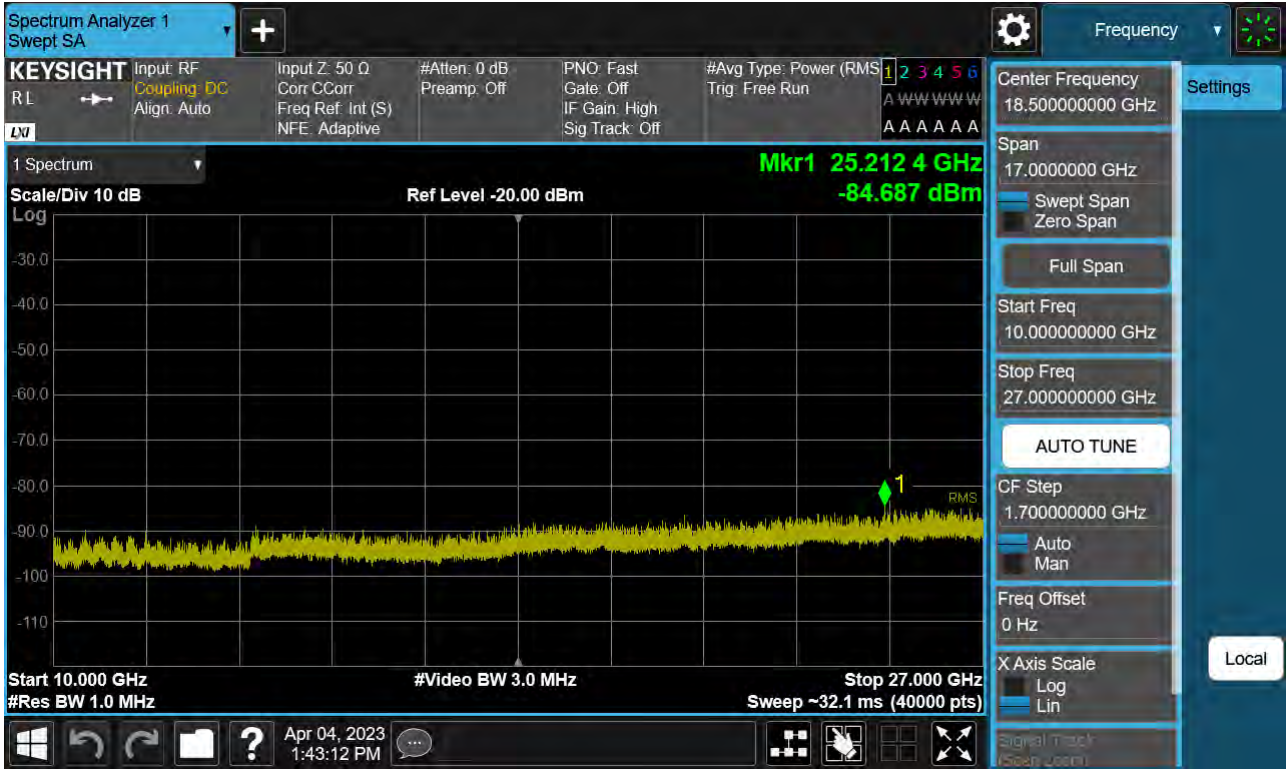 Spectrum Analyzer 1
Swept SA
Frequency
KEYSIGHT
R L
LXI
Input: RF
Coupling: DC
Align: Auto
Input Z: 50 Ω
Corr CCorr
Freq Ref: Int (S)
NFE: Adaptive
#Atten: 0 dB
Preamp: Off
PNO: Fast
Gate: Off
IF Gain: High
Sig Track: Off
#Avg Type: Power (RMS
Trig: Free Run
1 2 3 4 5 6
A W W W W W
A A A A A A
1 Spectrum
Scale/Div 10 dB
Ref Level -20.00 dBm
Mkr1 25.212 4 GHz
-84.687 dBm
Log
-30.0
-40.0
-50.0
-60.0
-70.0
-80.0
-90.0
-100
-110
1
RMS
Start 10.000 GHz
#Video BW 3.0 MHz
Stop 27.000 GHz
#Res BW 1.0 MHz
Sweep ~32.1 ms (40000 pts)
Center Frequency
18.500000000 GHz
Settings
Span
17.0000000 GHz
Swept Span
Zero Span
Full Span
Start Freq
10.000000000 GHz
Stop Freq
27.000000000 GHz
AUTO TUNE
CF Step
1.700000000 GHz
Auto
Man
Freq Offset
0 Hz
X Axis Scale
Log
Lin
Local
Signal Track
(Span Zoom)
Apr 04, 2023
1:43:12 PM